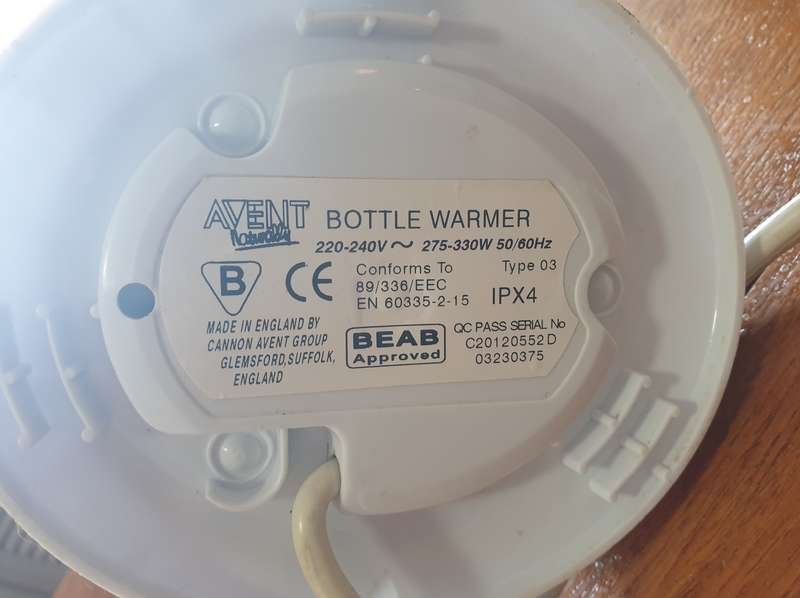 AVENT
Naturally
BOTTLE WARMER
220-240V ~ 275-330W 50/60Hz
B
CE
Conforms To
89/336/EEC
EN 60335-2-15
Type 03
IPX4
MADE IN ENGLAND BY
CANNON AVENT GROUP
GLEMSFORD,SUFFOLK,
ENGLAND
BEAB
Approved
QC PASS SERIAL No
C20120552D
03230375